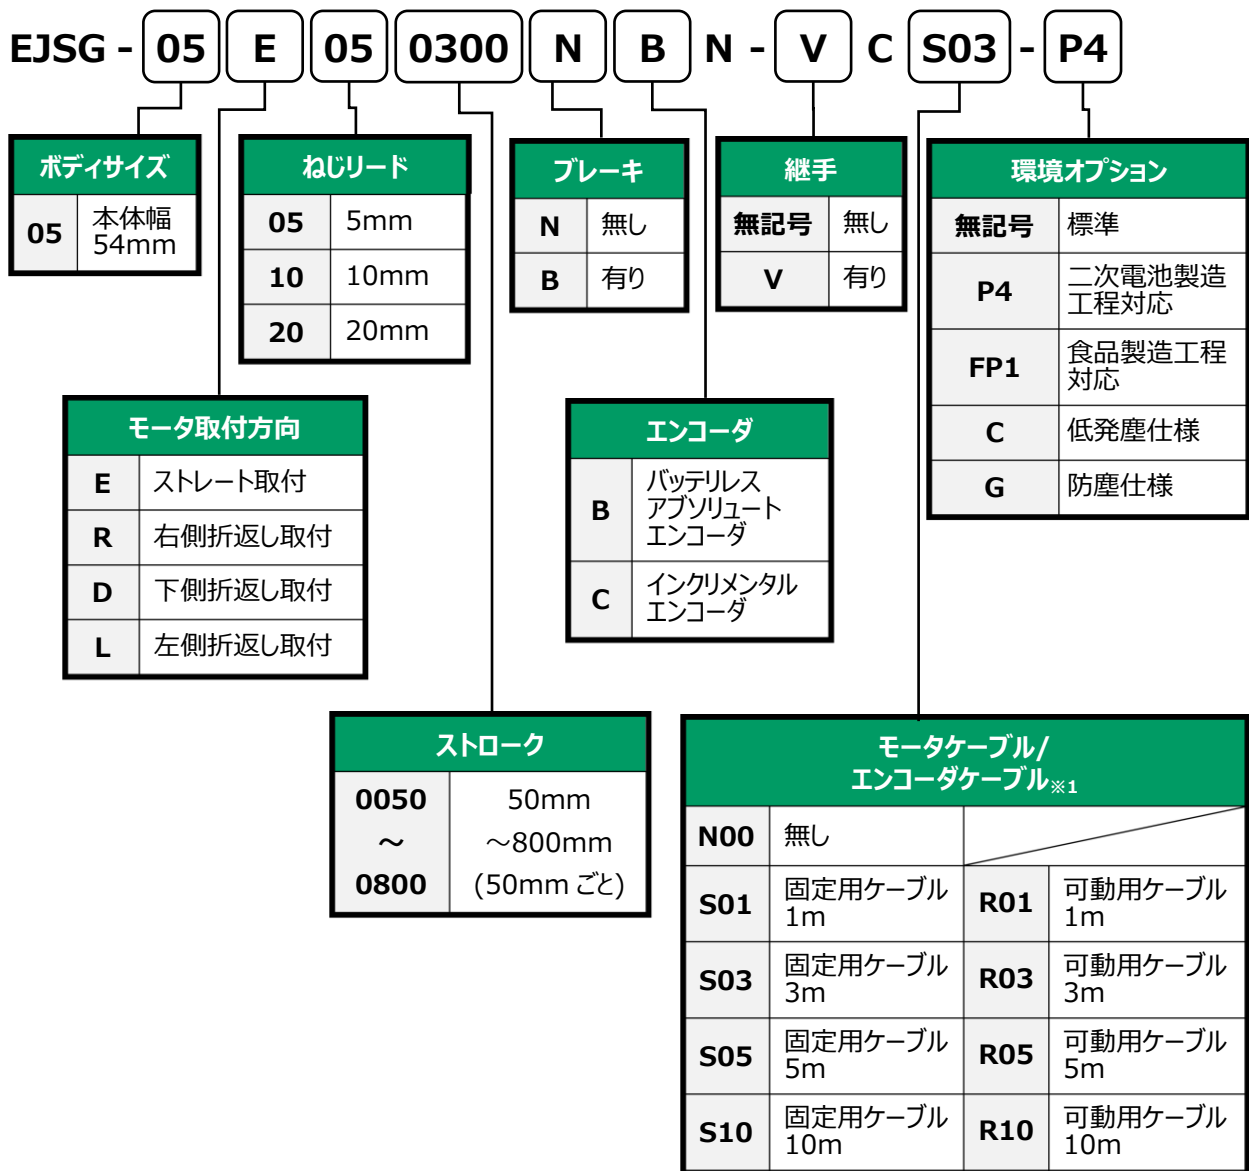 EJSG - 05 E 05 0300 N B N - V C S03 - P4
ボディサイズ
05 本体幅
54mm
ねじリード
05 5mm
10 10mm
20 20mm
ブレーキ
N 無し
B 有り
継手
無記号 無し
V 有り
環境オプション
無記号 標準
P4 二次電池製造
工程対応
FP1 食品製造工程
対応
C 低発塵仕様
G 防塵仕様
モータ取付方向
E ストレート取付
R 右側折返し取付
D 下側折返し取付
L 左側折返し取付
エンコーダ
B バッテリレス
アブソリュート
エンコーダ
C インクリメンタル
エンコーダ
ストローク
0050 50mm
～ ～800mm
0800 (50mm ごと)
モータケーブル/
エンコーダケーブル※1
N00 無し
S01 固定用ケーブル
1m
R01 可動用ケーブル
1m
S03 固定用ケーブル
3m
R03 可動用ケーブル
3m
S05 固定用ケーブル
5m
R05 可動用ケーブル
5m
S10 固定用ケーブル
10m
R10 可動用ケーブル
10m